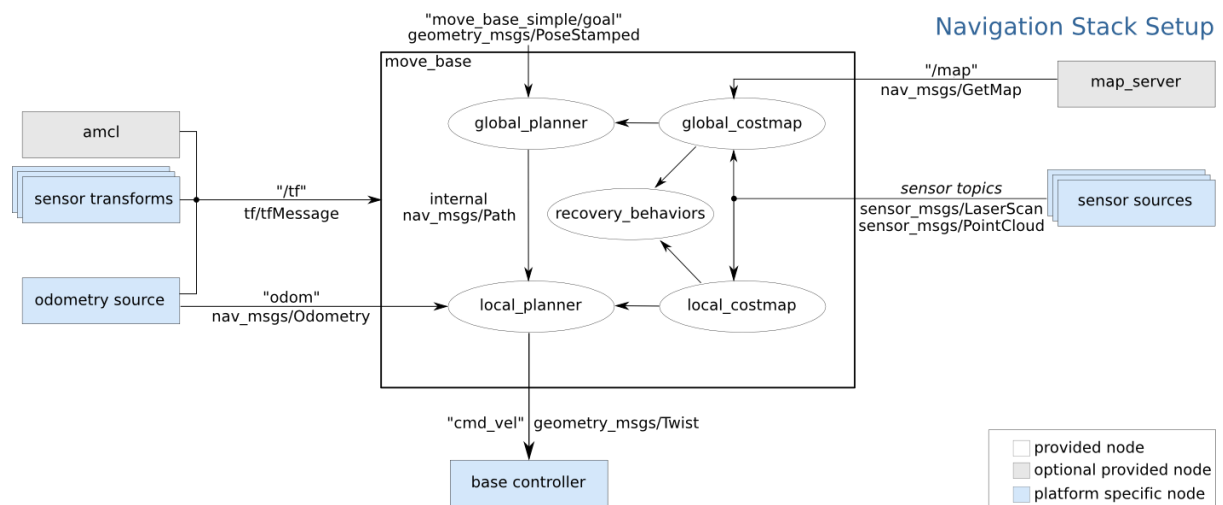 Navigation Stack Setup
"move_base_simple/goal"
geometry_msgs/PoseStamped
move_base
"/map"
nav_msgs/GetMap
map_server
amcl
global_planner
global_costmap
sensor transforms
"/tf"
tf/tfMessage
internal
nav_msgs/Path
recovery_behaviors
sensor topics
sensor_msgs/LaserScan
sensor_msgs/PointCloud
sensor sources
odometry source
"odom"
nav_msgs/Odometry
local_planner
local_costmap
"cmd_vel" geometry_msgs/Twist
base controller
provided node
optional provided node
platform specific node